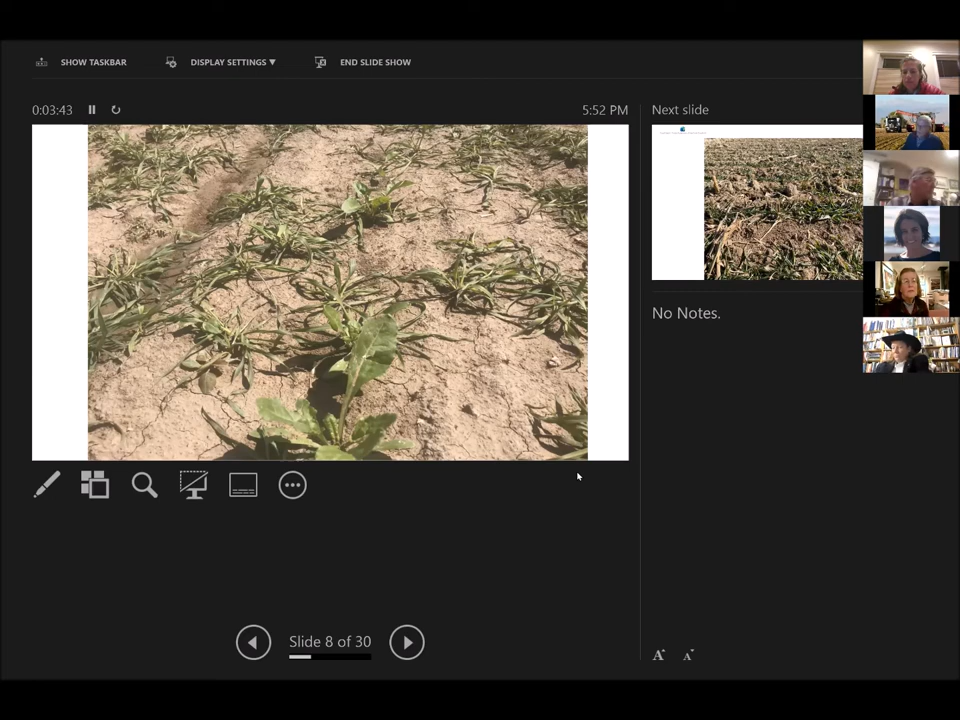 SHOW TASKBAR
DISPLAY SETTINGS ▼
END SLIDE SHOW
0:03:43
5:52 PM
Next slide
No Notes.
Slide 8 of 30
A
A